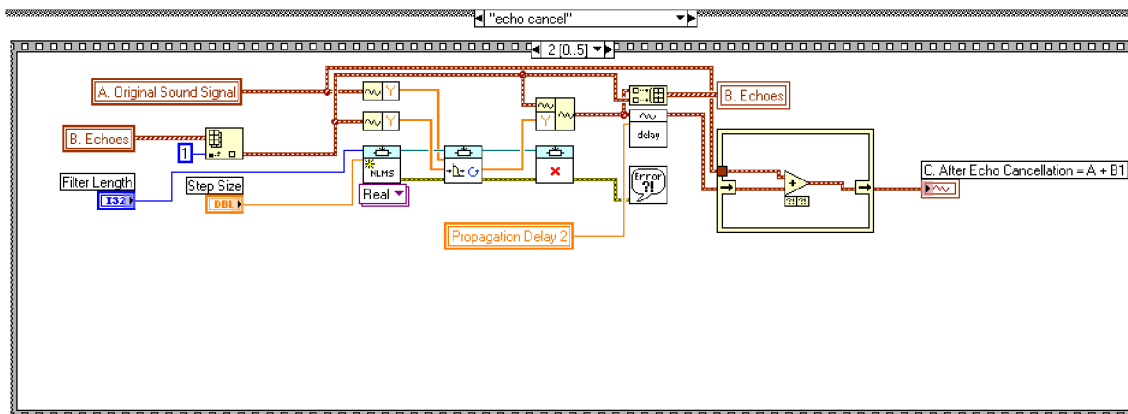 "echo cancel"
2 [0..5]
A. Original Sound Signal
B. Echoes
Y
B. Echoes
Y
Y
delay
1
Filter Length
I32
Step Size
DBL
NLMS
Real
Error
?!
C. After Echo Cancellation = A + B1
+
?! ?!
Propagation Delay 2